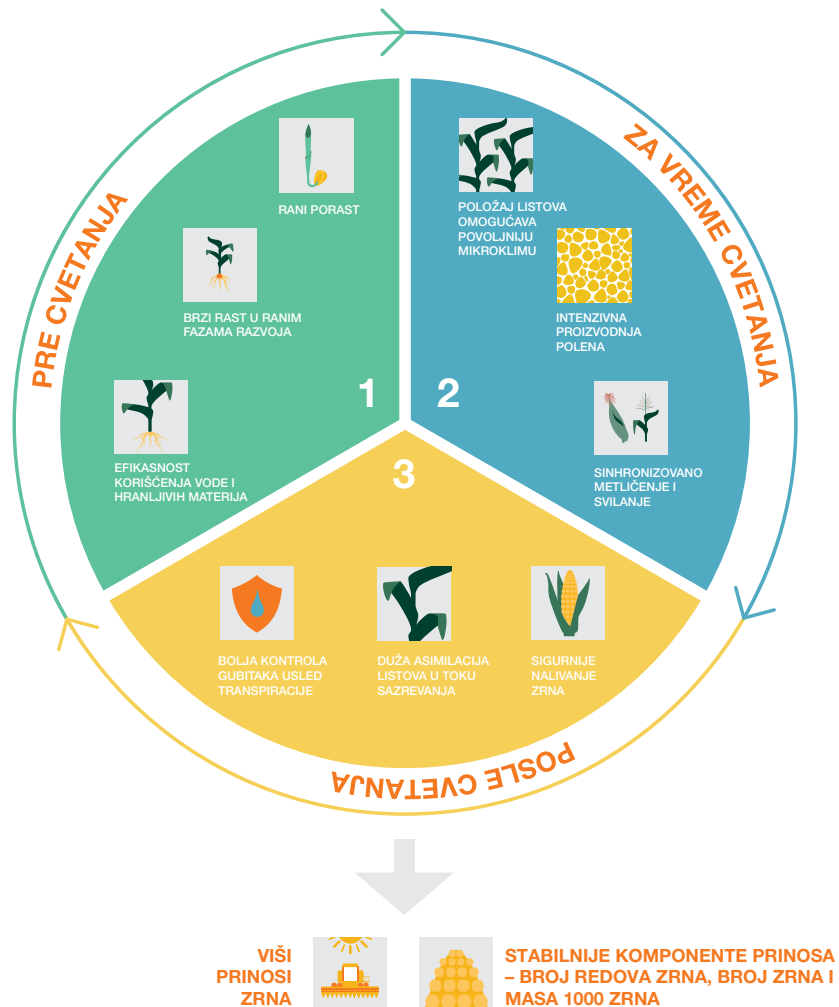 PRE CVETANJA
1
RANI PORAST
BRZI RAST U RANIM
FAZAMA RAZVOJA
EFIKASNOST
KORIŠĆENJA VODE I
HRANLJIVIH MATERIJA
ZA VREME CVETANJA
2
POLOŽAJ LISTOVA
OMOGUĆAVA
POVOLJNIJU
MIKROKLIMU
INTENZIVNA
PROIZVODNJA
POLENA
SINHRONIZOVANO
METLIČENJE I
SVILANJE
3
BOLJA KONTROLA
GUBITAKA USLED
TRANSPIRACIJE
DUŽA ASIMILACIJA
LISTOVA U TOKU
SAZREVANJA
SIGURNIJE
NALIVANJE
ZRNA
POSLE CVETANJA
VIŠI
PRINOSI
ZRNA
STABILNIJE KOMPONENTE PRINOSA
– BROJ REDOVA ZRNA, BROJ ZRNA I
MASA 1000 ZRNA